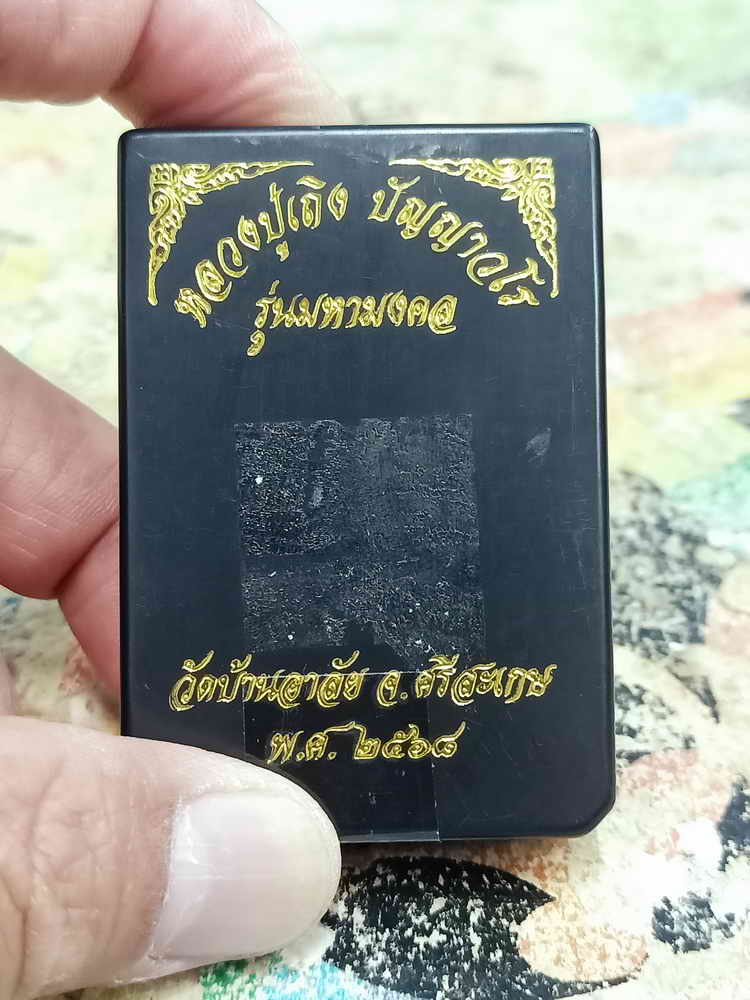 หลวงปู่เถิง ปัญญาวโร
รุ่นมหามงคล
วัดบ้านอาลัย จ.ศรีสะเกษ
พ.ศ. ๒๕๖๘